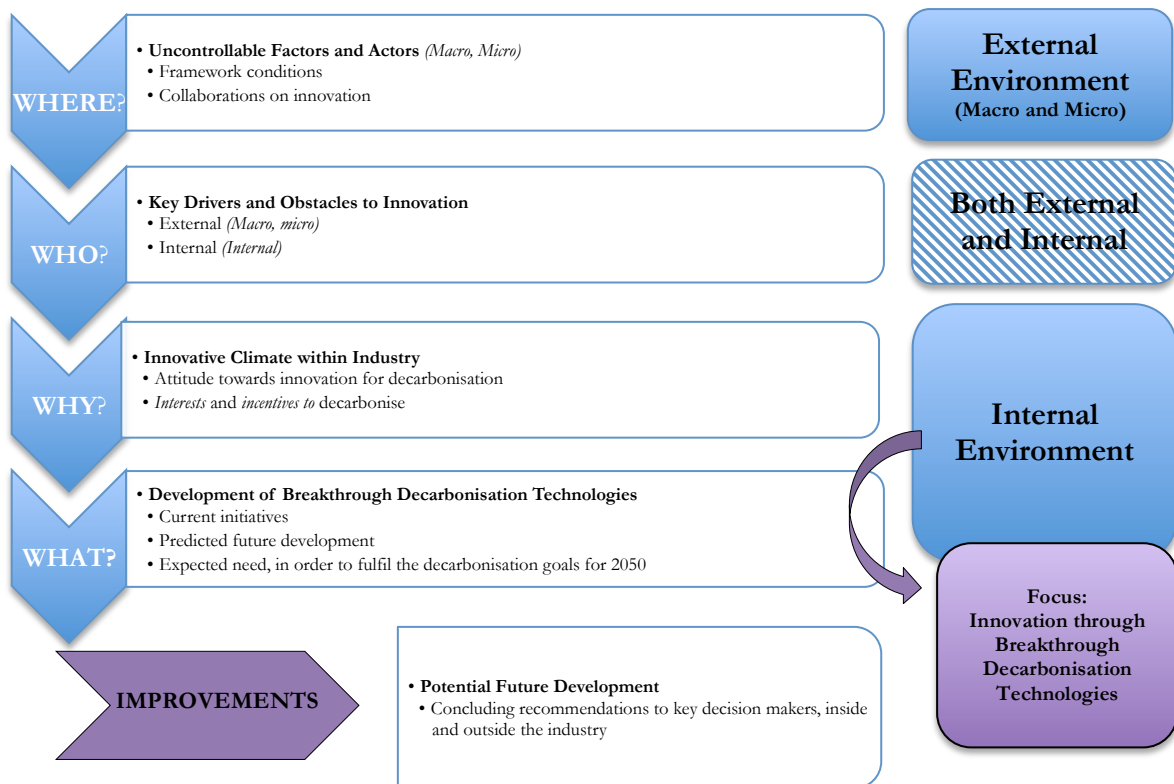 WHERE?
• Uncontrollable Factors and Actors (Macro, Micro)
• Framework conditions
• Collaborations on innovation
External
Environment
(Macro and Micro)
WHO?
• Key Drivers and Obstacles to Innovation
• External (Macro, micro)
• Internal (Internal)
Both External
and Internal
WHY?
• Innovative Climate within Industry
• Attitude towards innovation for decarbonisation
• Interests and incentives to decarbonise
Internal
Environment
WHAT?
• Development of Breakthrough Decarbonisation Technologies
• Current initiatives
• Predicted future development
• Expected need, in order to fulfil the decarbonisation goals for 2050
Focus:
Innovation through
Breakthrough
Decarbonisation
Technologies
IMPROVEMENTS
• Potential Future Development
• Concluding recommendations to key decision makers, inside
and outside the industry